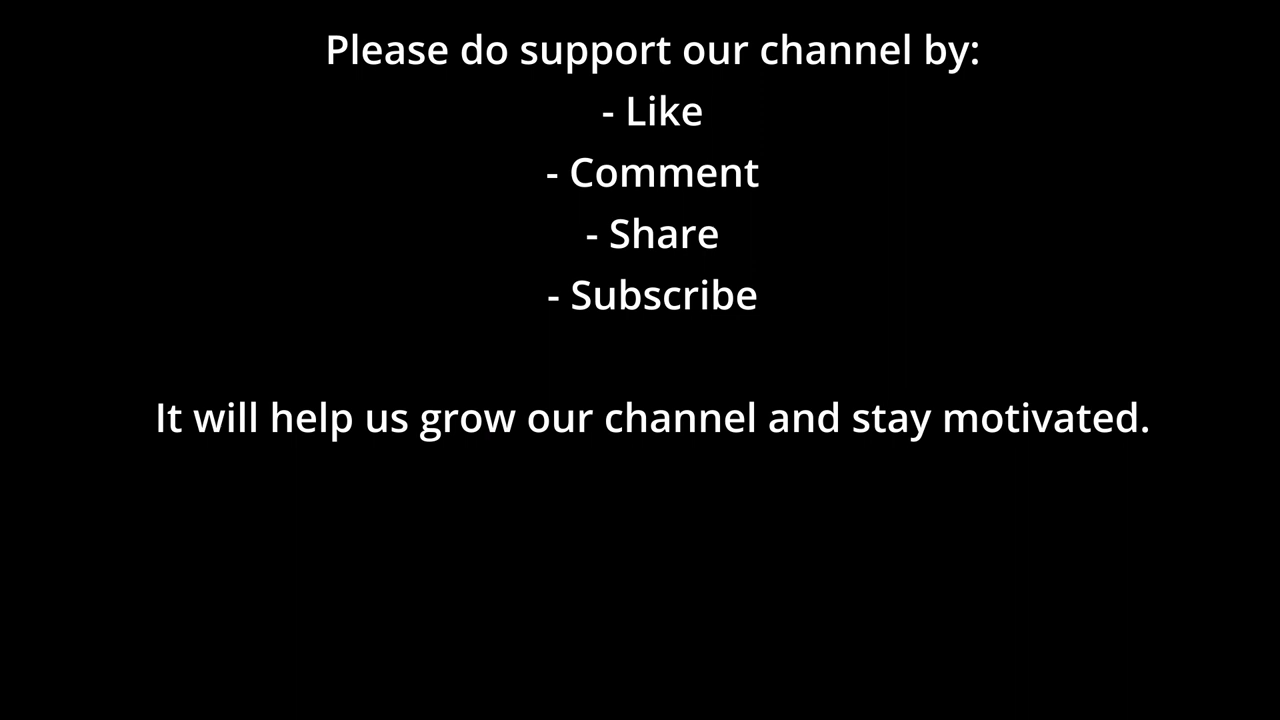 Please do support our channel by:
- Like
- Comment
- Share
- Subscribe
It will help us grow our channel and stay motivated.